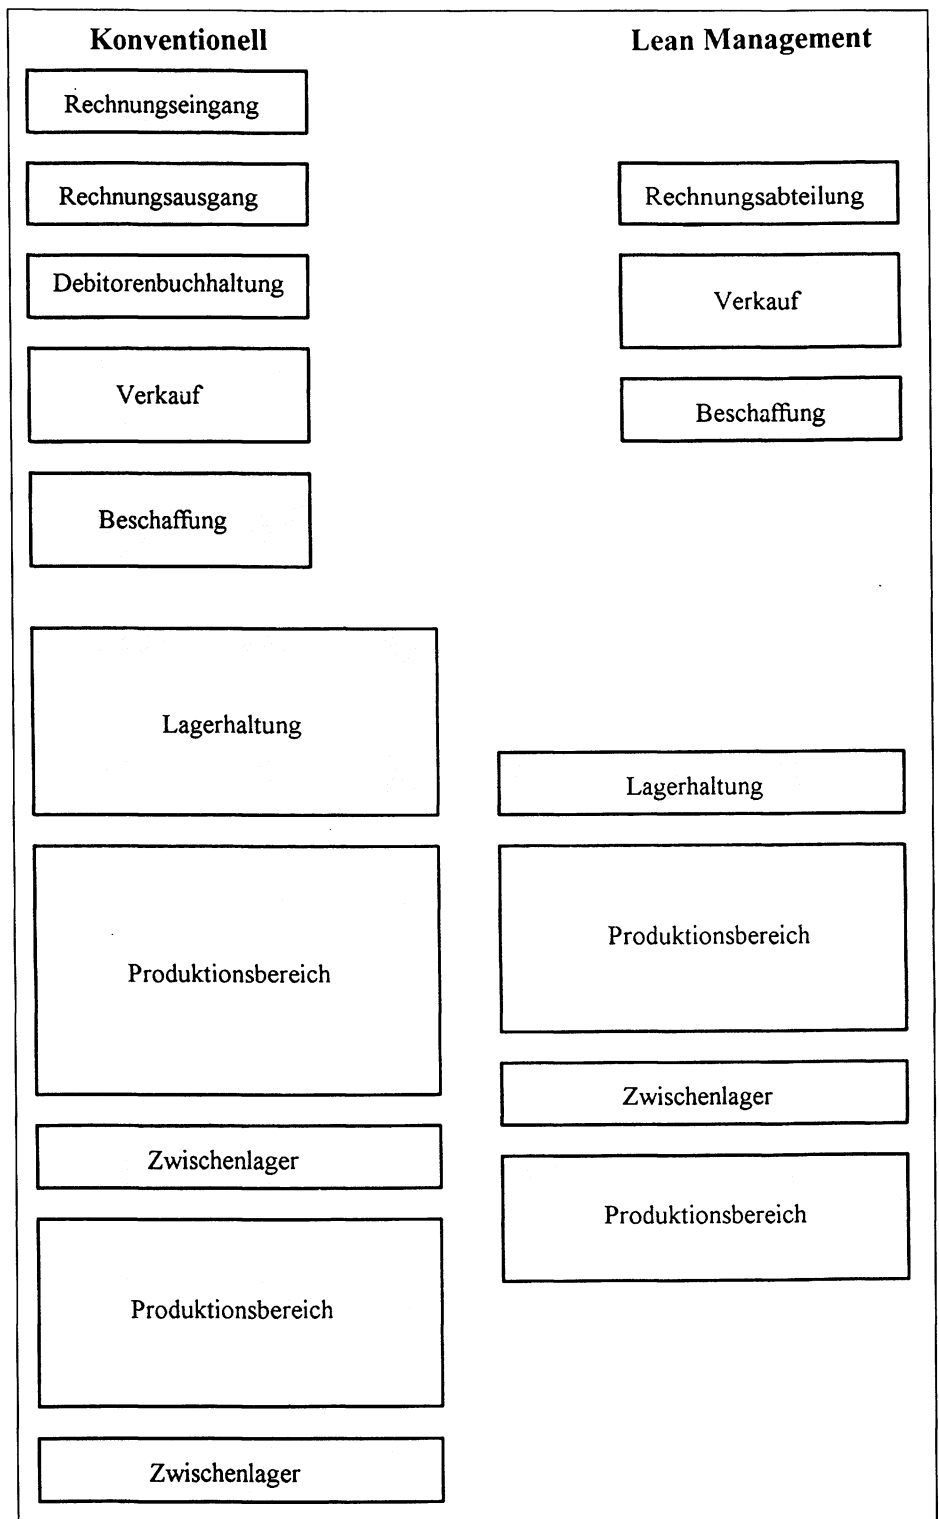 Konventionell
Lean Management
Rechnungseingang
Rechnungsausgang
Rechnungsabteilung
Debitorenbuchhaltung
Verkauf
Verkauf
Beschaffung
Beschaffung
Lagerhaltung
Lagerhaltung
Produktionsbereich
Produktionsbereich
Zwischenlager
Zwischenlager
Produktionsbereich
Produktionsbereich
Zwischenlager